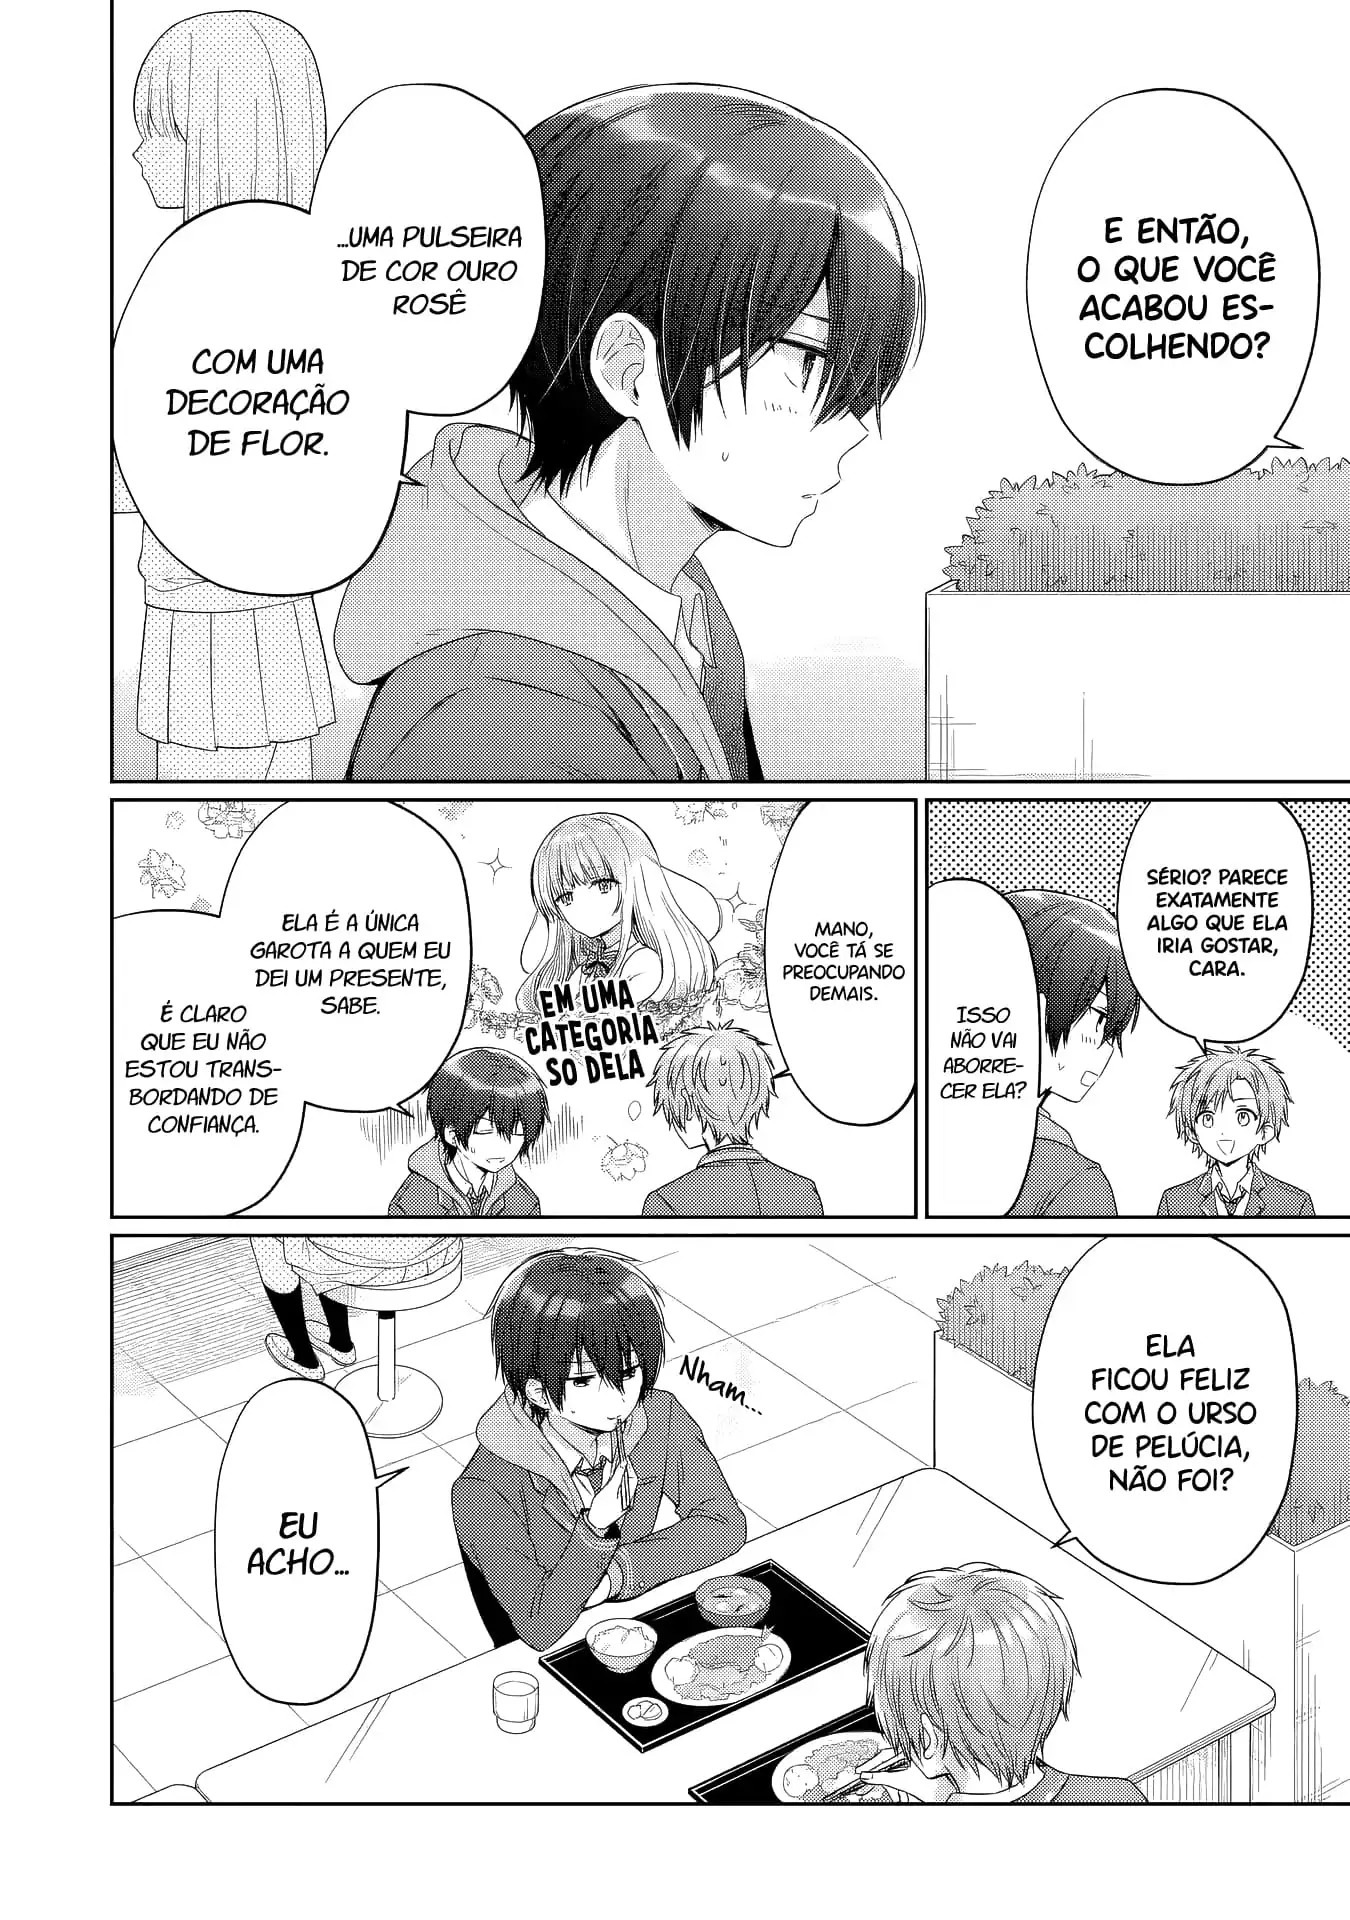 E ENTÃO,
O QUE VOCÊ
ACABOU ES-
COLHENDO?
...UMA PULSEIRA
DE COR OURO
ROSÊ
COM UMA
DECORAÇÃO
DE FLOR.
SÉRIO? PARECE
EXATAMENTE
ALGO QUE ELA
IRIA GOSTAR,
CARA.
ISSO
NÃO VAI
ABORRE-
CER ELA?
MANO,
VOCÊ TÁ SE
PREOCUPANDO
DEMAIS.
EM UMA
CATEGORIA
SO DELA
ELA É A ÚNICA
GAROTA A QUEM EU
DEI UM PRESENTE,
SABE.
É CLARO
QUE EU NÃO
ESTOU TRANS-
BORDANDO DE
CONFIANÇA.
ELA
FICOU FELIZ
COM O URSO
DE PELÚCIA,
NÃO FOI?
Nham...
EU
ACHO...